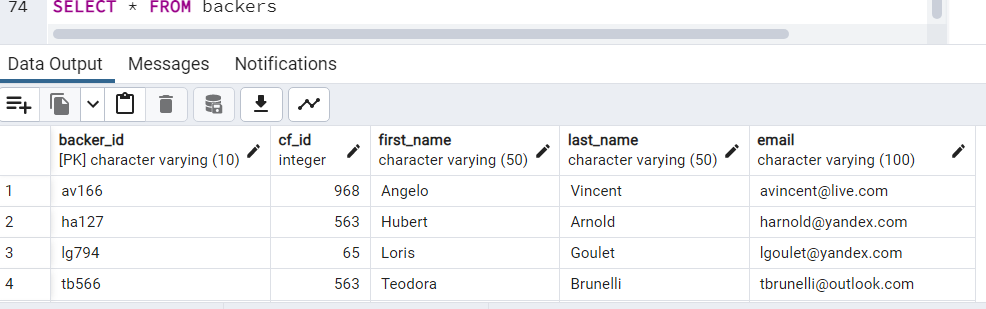 74 SELECT * FROM backers
Data Output Messages Notifications
backer_id cf_id first_name last_name email
[PK] character varying (10) integer character varying (50) character varying (50) character varying (100)
1 av166 968 Angelo Vincent avincent@live.com
2 ha127 563 Hubert Arnold harnold@yandex.com
3 lg794 65 Loris Goulet lgoulet@yandex.com
4 tb566 563 Teodora Brunelli tbrunelli@outlook.com